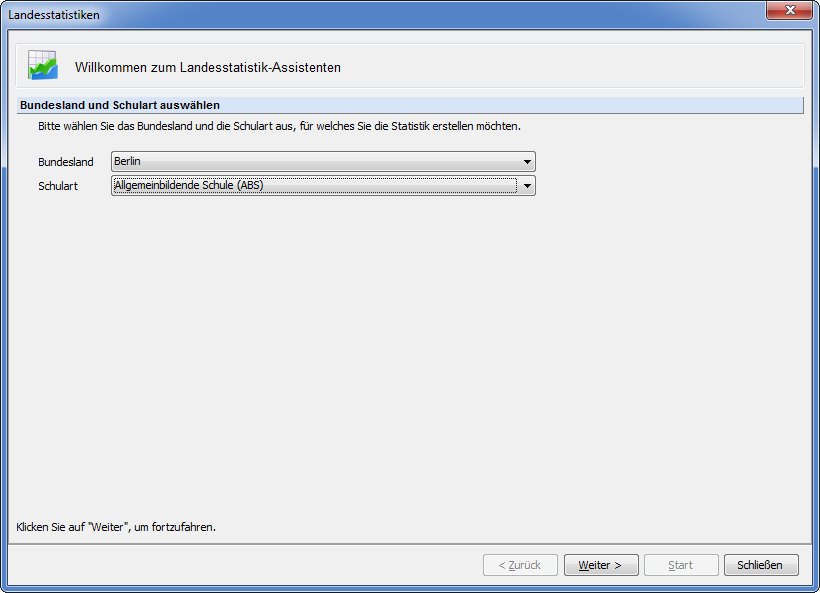 Landesstatistiken
Willkommen zum Landesstatistik-Assistenten
Bundesland und Schulart auswählen
Bitte wählen Sie das Bundesland und die Schulart aus, für welches Sie die Statistik erstellen möchten.
Bundesland Berlin
Schulart Allgemeinbildende Schule (ABS)
Klicken Sie auf "Weiter", um fortzufahren.
< Zurück Weiter > Start Schließen